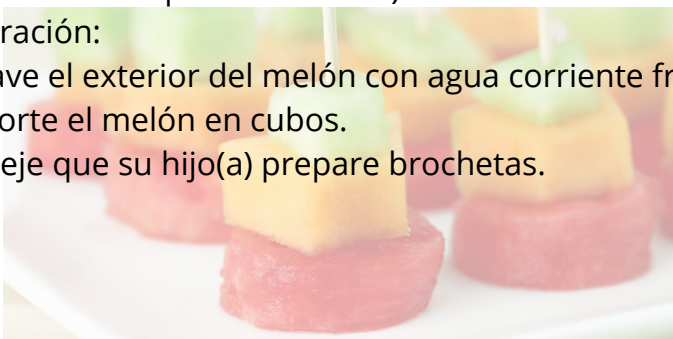 ración:
ave el exterior del melón con agua corriente fr
orte el melón en cubos.
eje que su hijo(a) prepare brochetas.